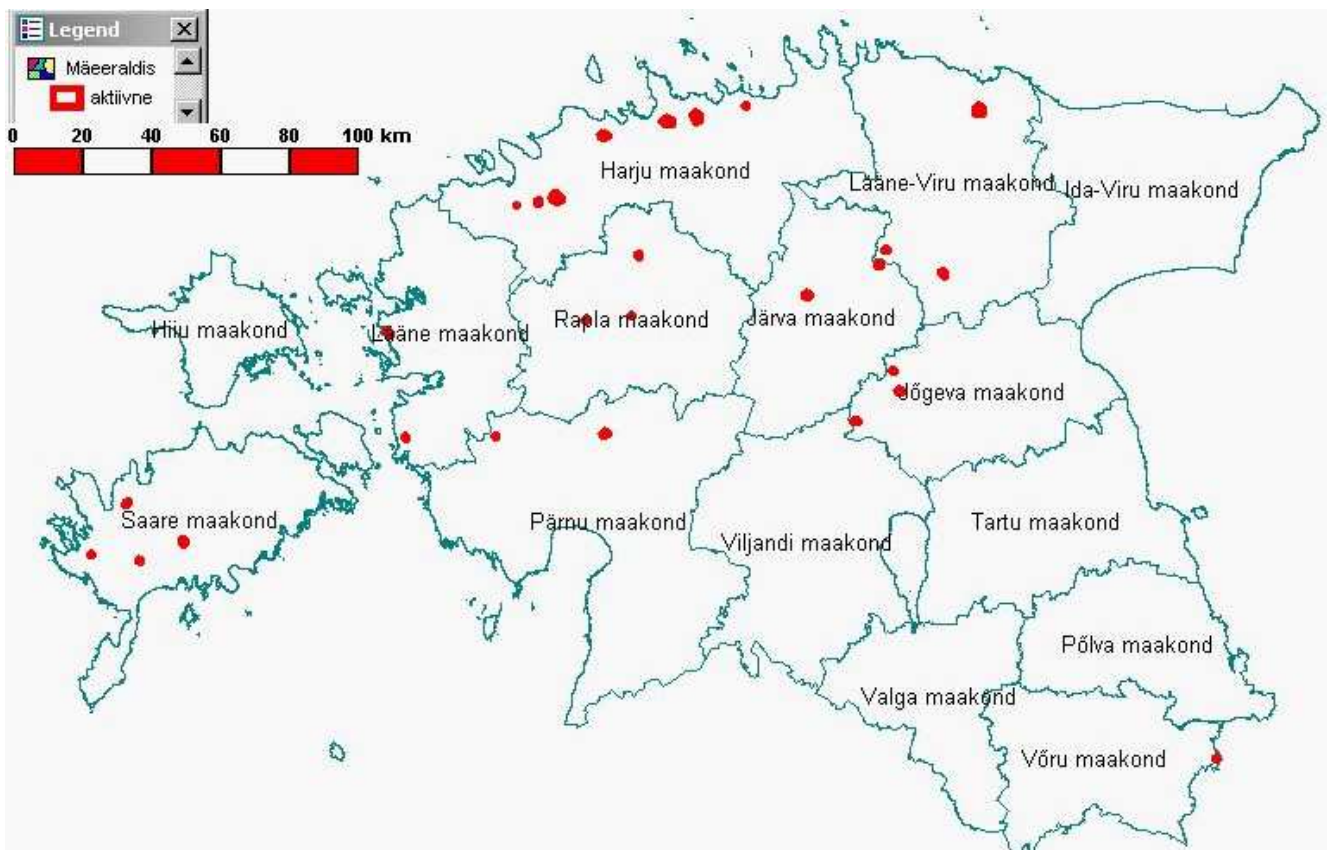 Legend
Mäeeraldis
aktiivne
0 20 40 60 80 100 km
Harju maakond
Lääne-Viru maakond
Ida-Viru maakond
Hiiu maakond
Lääne maakond
Rapla maakond
Järva maakond
Jõgeva maakond
Saare maakond
Pärnu maakond
Viljandi maakond
Tartu maakond
Põlva maakond
Valga maakond
Võru maakond